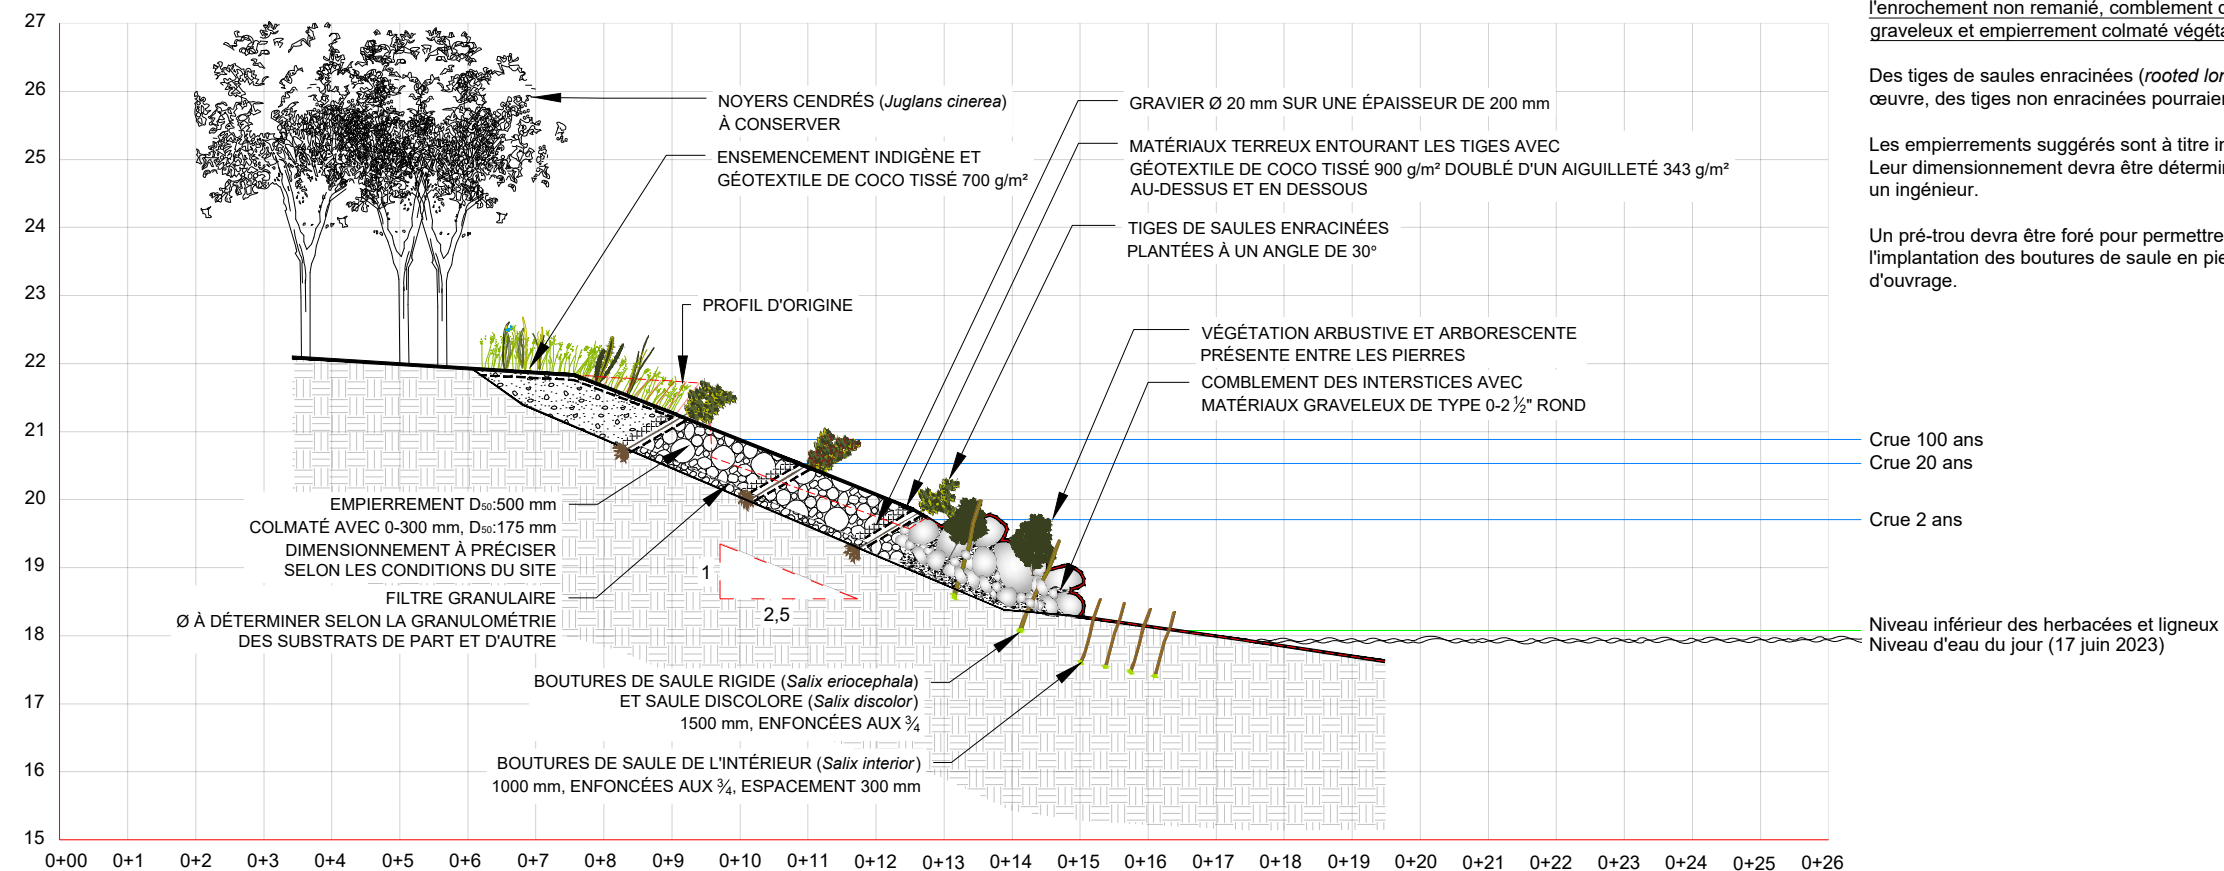 27
26
25
24
23
22
21
20
19
18
17
16
15
0+00 0+1 0+2 0+3 0+4 0+5 0+6 0+7 0+8 0+9 0+10 0+11 0+12 0+13 0+14 0+15 0+16 0+17 0+18 0+19 0+20 0+21 0+22 0+23 0+24 0+25 0+26
NOYERS CENDRÉS (Juglans cinerea)
À CONSERVER
ENSEMENCEMENT INDIGÈNE ET
GÉOTEXTILE DE COCO TISSÉ 700 g/m²
PROFIL D'ORIGINE
GRAVIER Ø 20 mm SUR UNE ÉPAISSEUR DE 200 mm
MATÉRIAUX TERREUX ENTOURANT LES TIGES AVEC
GÉOTEXTILE DE COCO TISSÉ 900 g/m² DOUBLÉ D'UN AIGUILLETÉ 343 g/m²
AU-DESSUS ET EN DESSOUS
TIGES DE SAULES ENRACINÉES
PLANTÉES À UN ANGLE DE 30°
VÉGÉTATION ARBUSTIVE ET ARBORESCENTE
PRÉSENTE ENTRE LES PIERRES
COMBLEMENT DES INTERSTICES AVEC
MATÉRIAUX GRAVELEUX DE TYPE 0-2 ½" ROND
EMPIERREMENT D50:500 mm
COLMATÉ AVEC 0-300 mm, D50:175 mm
DIMENSIONNEMENT À PRÉCISER
SELON LES CONDITIONS DU SITE
FILTRE GRANULAIRE
Ø À DÉTERMINER SELON LA GRANULOMÉTRIE
DES SUBSTRATS DE PART ET D'AUTRE
1
2,5
BOUTURES DE SAULE RIGIDE (Salix eriocephala)
ET SAULE DISCOLORE (Salix discolor)
1500 mm, ENFONCÉES AUX ¾
BOUTURES DE SAULE DE L'INTÉRIEUR (Salix interior)
1000 mm, ENFONCÉES AUX ¾, ESPACEMENT 300 mm
l'enrochement non remanié, comblement
graveleux et empierrement colmaté
Des tiges de saules enracinées (rooted
œuvre, des tiges non enracinées
Les empierrements suggérés sont à titre
Leur dimensionnement devra être
un ingénieur.
Un pré-trou devra être foré pour permettre
l'implantation des boutures de saule en
d'ouvrage.
Crue 100 ans
Crue 20 ans
Crue 2 ans
Niveau inférieur des herbacées et ligneux
Niveau d'eau du jour (17 juin 2023)